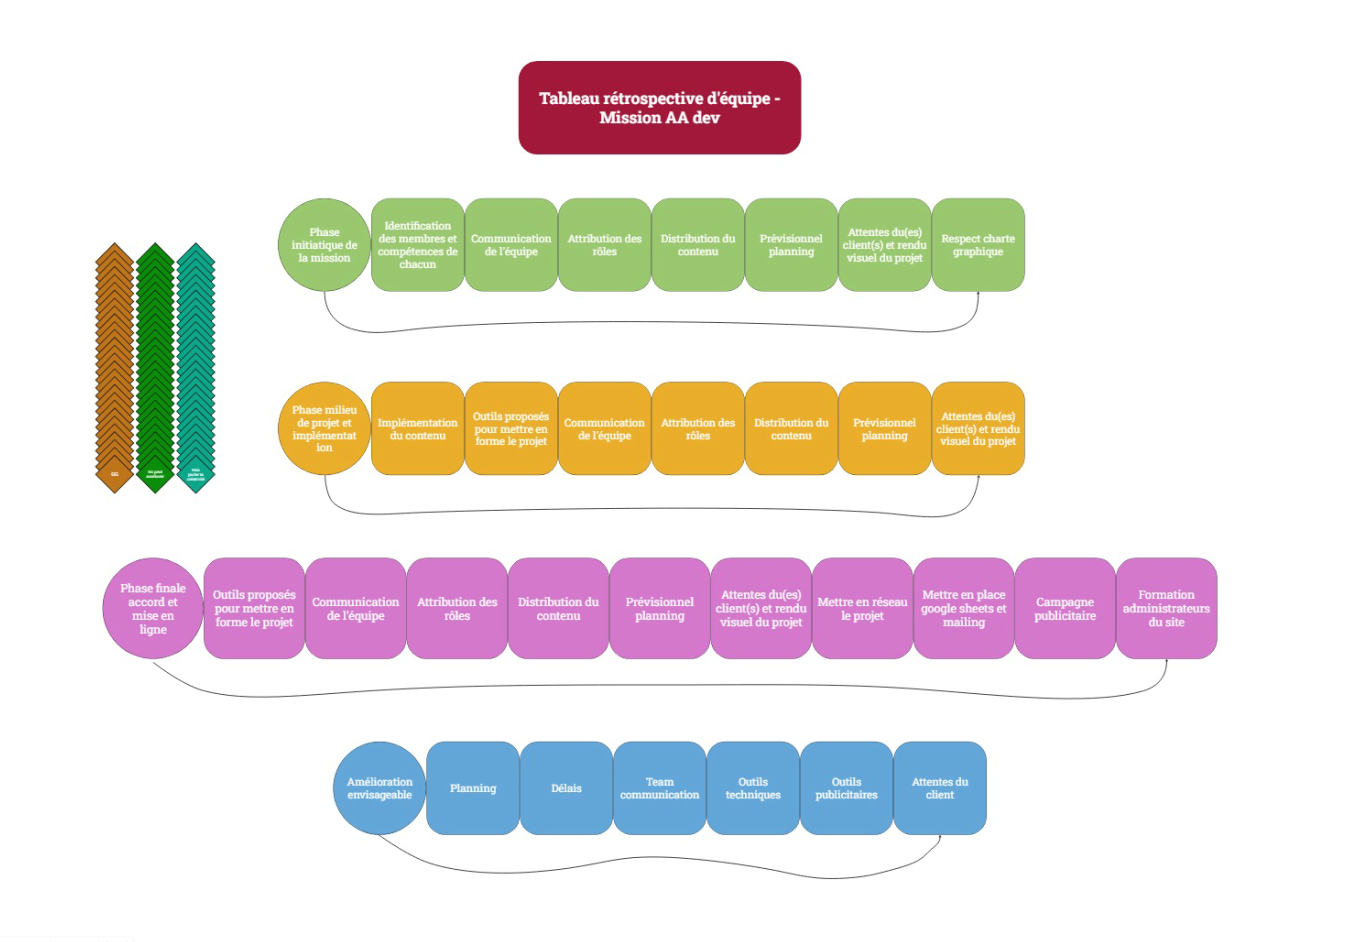 Tableau rétrospective d'équipe -
Mission AA dev
Phase
initiatique de
la mission
Identification
des membres et
compétences de
chacun
Communication
de l'équipe
Attribution des
rôles
Distribution du
contenu
Prévisionnel
planning
Attentes du(es)
client(s) et rendu
visuel du projet
Respect charte
graphique
Phase milieu
de projet et
implémentat
ion
Implémentation
du contenu
Outils proposés
pour mettre en
forme le projet
Communication
de l'équipe
Attribution des
rôles
Distribution du
contenu
Prévisionnel
planning
Attentes du(es)
client(s) et rendu
visuel du projet
Phase finale
accord et
mise en
ligne
Outils proposés
pour mettre en
forme le projet
Communication
de l'équipe
Attribution des
rôles
Distribution du
contenu
Prévisionnel
planning
Attentes du(es)
client(s) et rendu
visuel du projet
Mettre en réseau
le projet
Mettre en place
google sheets et
mailing
Campagne
publicitaire
Formation
administrateurs
du site
Amélioration
envisageable
Planning
Délais
Team
communication
Outils
techniques
Outils
publicitaires
Attentes du
client